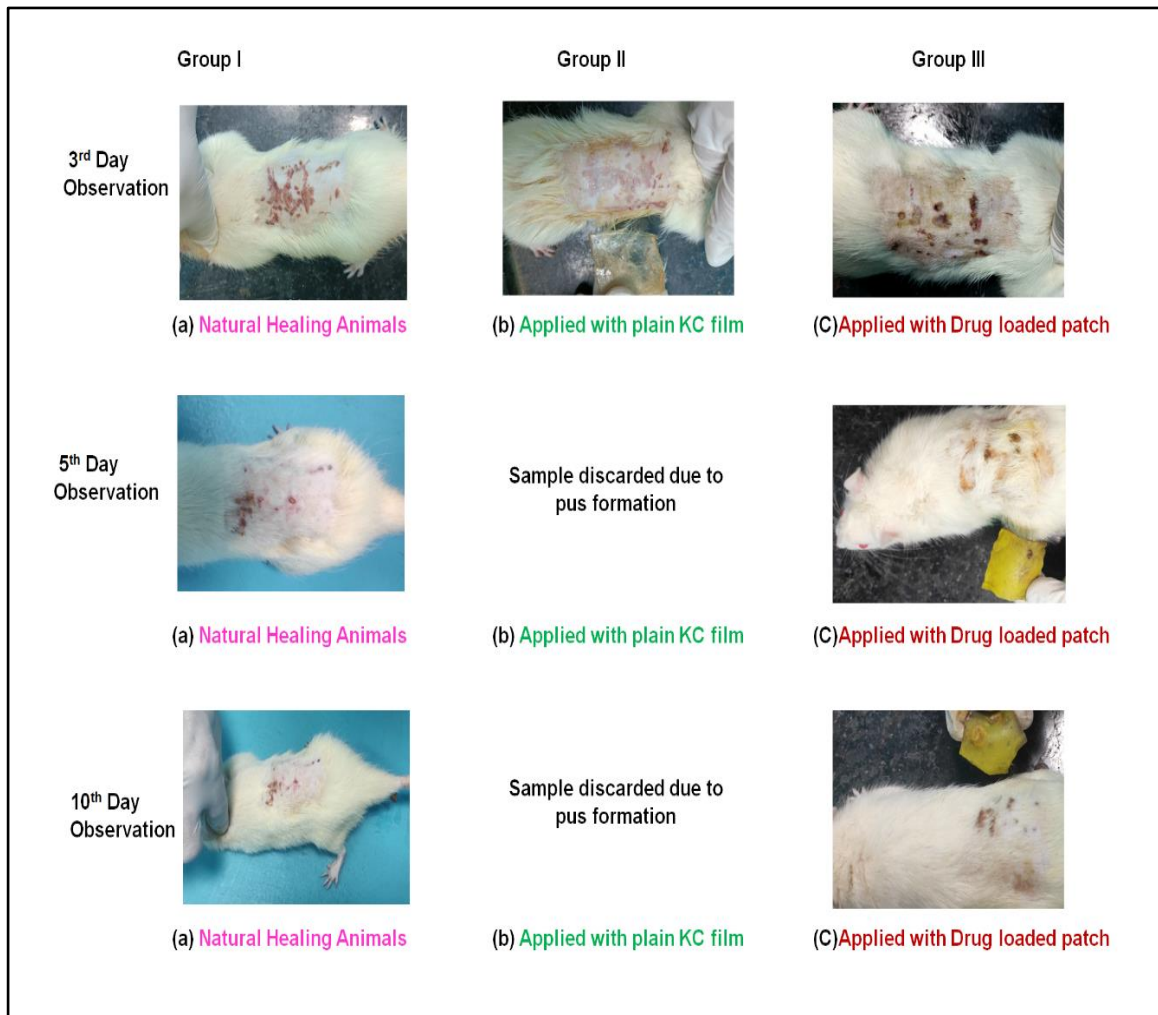 Group I
Group II
Group III
3rd Day
Observation
(a) Natural Healing Animals
(b) Applied with plain KC film
(C)Applied with Drug loaded patch
5th Day
Observation
Sample discarded due to
pus formation
(a) Natural Healing Animals
(b) Applied with plain KC film
(C)Applied with Drug loaded patch
10th Day
Observation
Sample discarded due to
pus formation
(a) Natural Healing Animals
(b) Applied with plain KC film
(C)Applied with Drug loaded patch